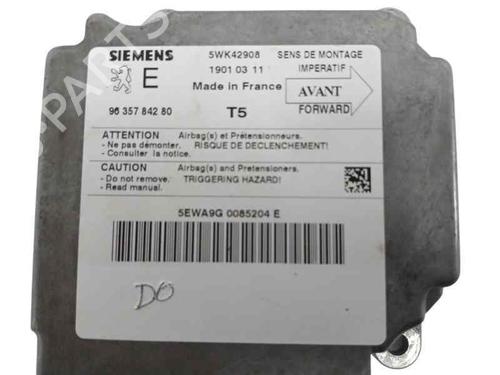 SIEMENS 5WK42908 SENS DE MONTAGE
E 1901 03 11 IMPERATIF
Made in France AVANT
96 357 842 80 T5 FORWARD
ATTENTION Airbag(s) et Prétensionneurs.
- Ne pas démonter. RISQUE DE DECLENCHEMENT!
- Consulter la notice.
CAUTION Airbag(s) and Pretensioners.
- Do not remove. TRIGGERING HAZARD!
- Read manual.
5EWA9G 0085204 E
DO